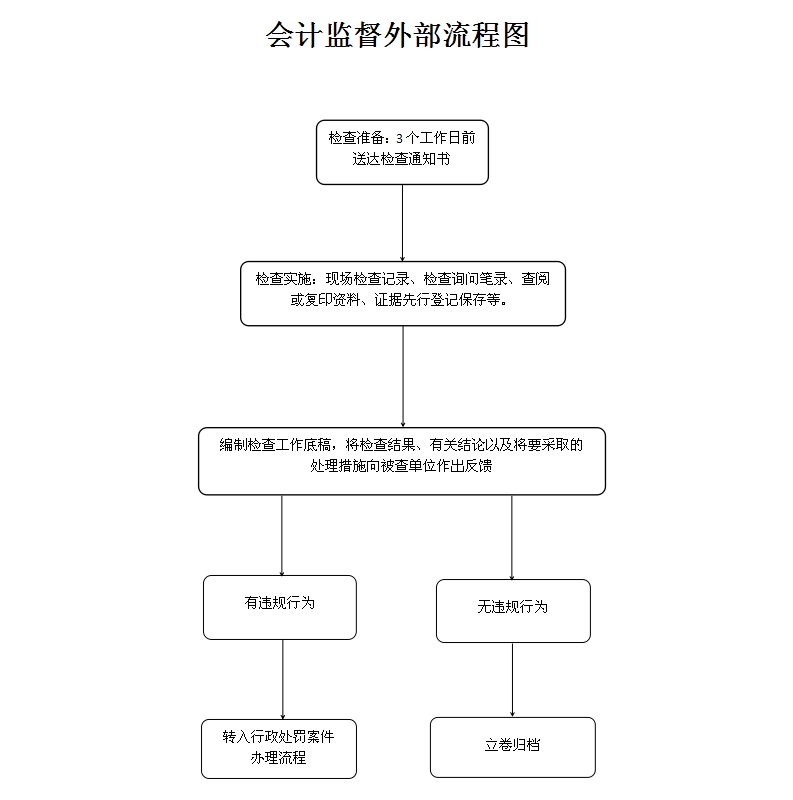 会计监督外部流程图
检查准备：3个工作日前
送达检查通知书
检查实施：现场检查记录、检查询问笔录、查阅
或复印资料、证据先行登记保存等。
编制检查工作底稿，将检查结果、有关结论以及将要采取的
处理措施向被查单位作出反馈
有违规行为
无违规行为
转入行政处罚案件
办理流程
立卷归档